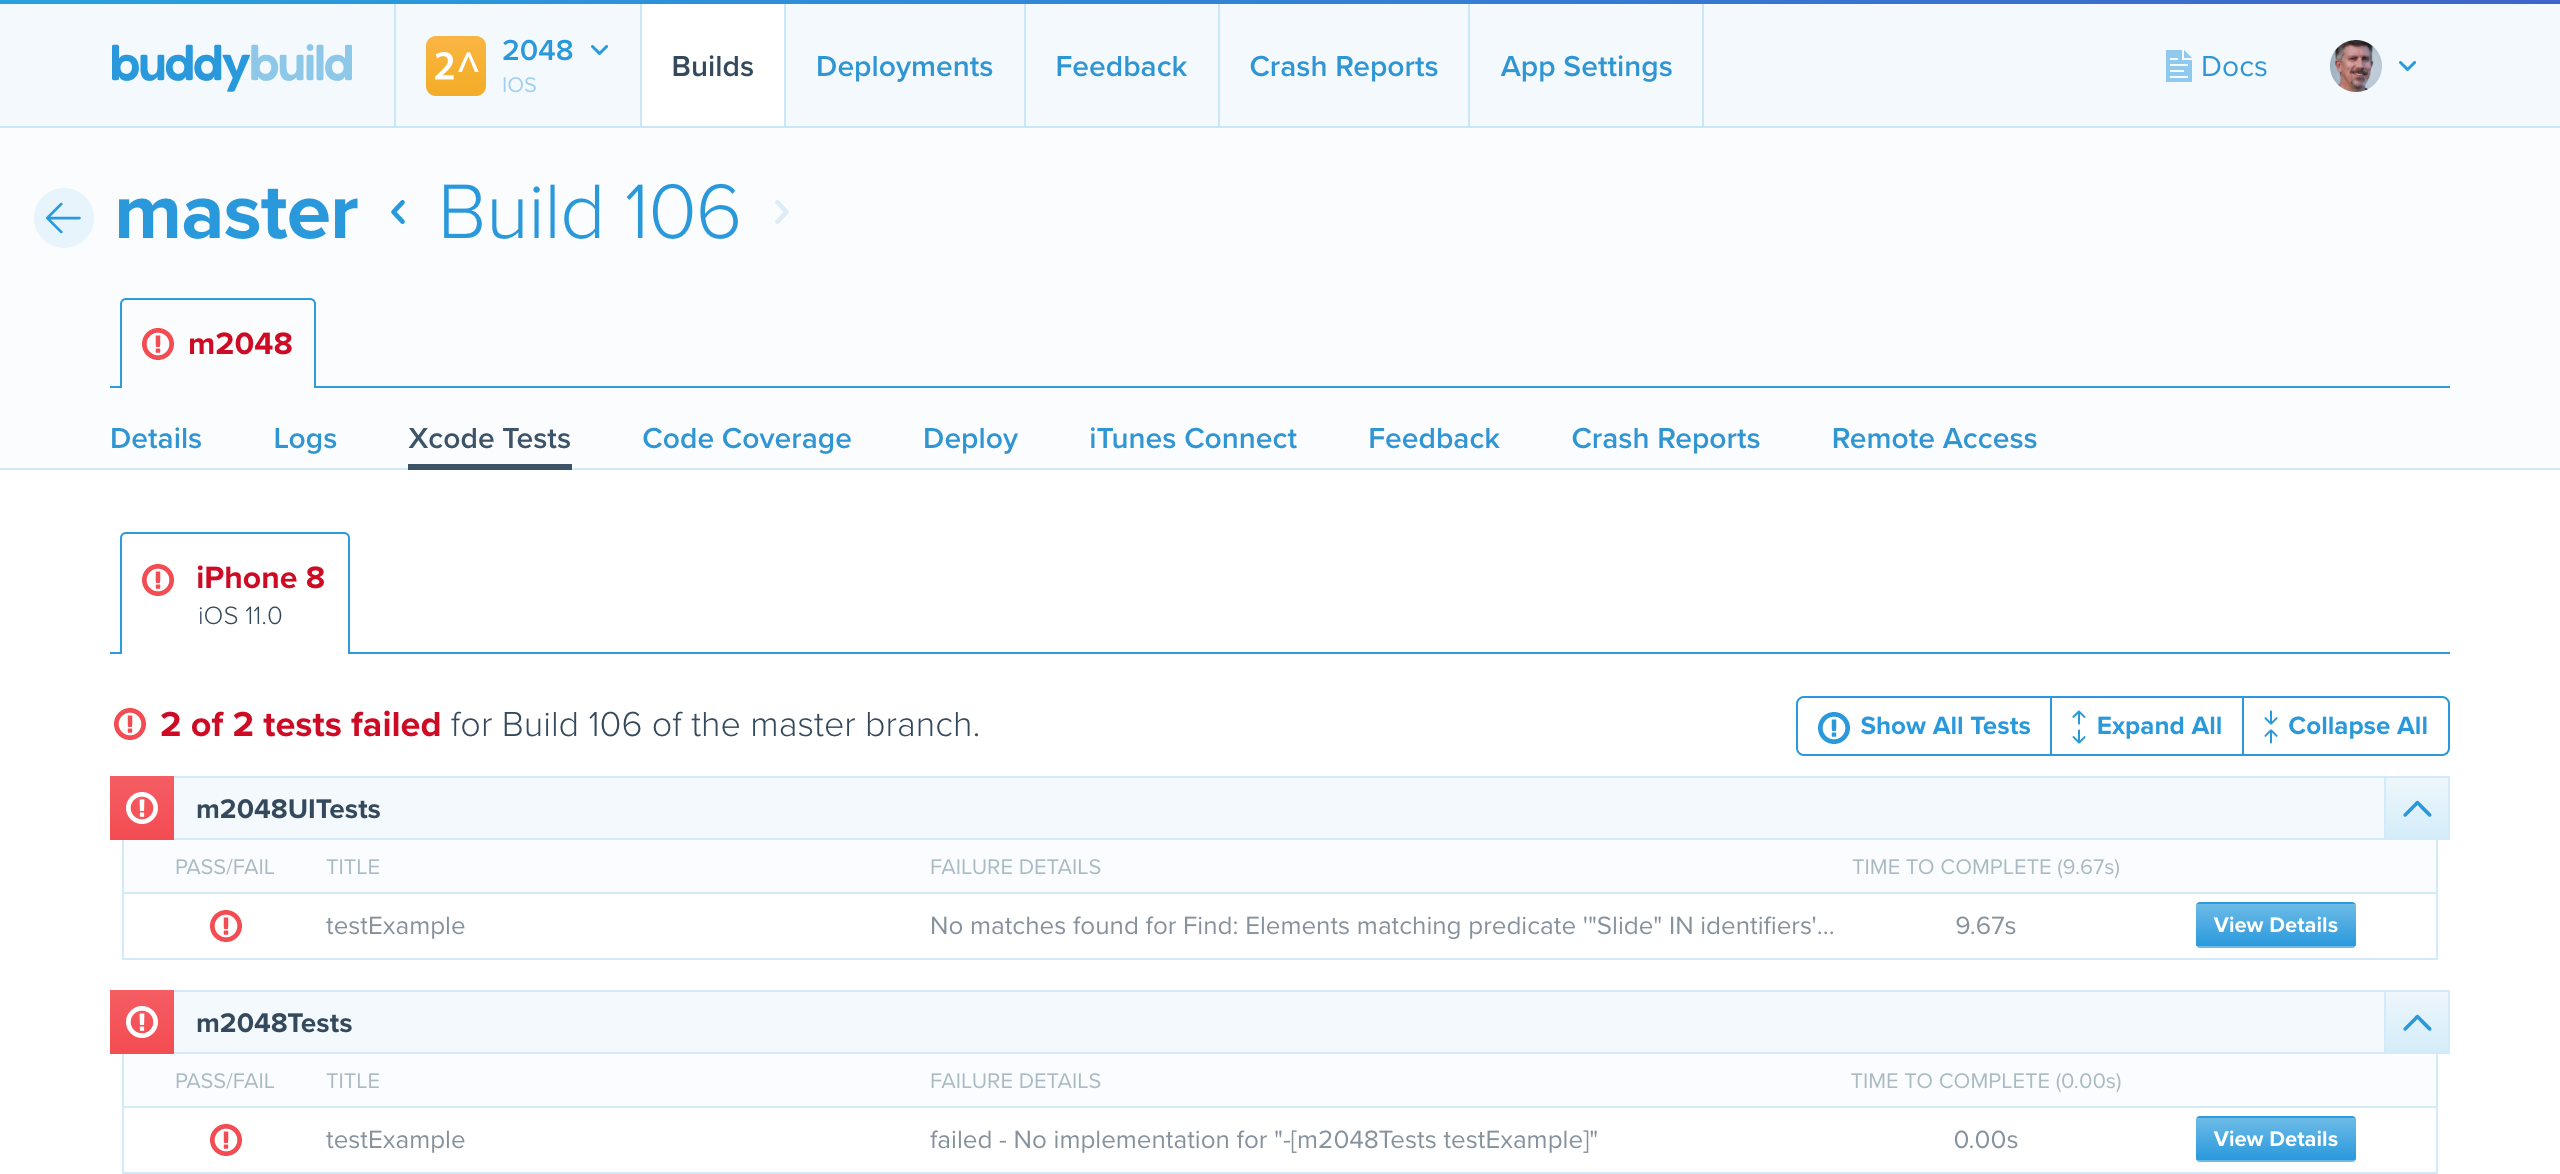 buddybuild
2^
2048
IOS
Builds
Deployments
Feedback
Crash Reports
App Settings
Docs
master
Build 106
m2048
Details
Logs
Xcode Tests
Code Coverage
Deploy
iTunes Connect
Feedback
Crash Reports
Remote Access
iPhone 8
iOS 11.0
2 of 2 tests failed for Build 106 of the master branch.
Show All Tests
Expand All
Collapse All
m2048UITests
PASS/FAIL
TITLE
FAILURE DETAILS
TIME TO COMPLETE (9.67s)
testExample
No matches found for Find: Elements matching predicate '"Slide" IN identifiers'...
9.67s
View Details
m2048Tests
PASS/FAIL
TITLE
FAILURE DETAILS
TIME TO COMPLETE (0.00s)
testExample
failed - No implementation for "-[m2048Tests testExample]"
0.00s
View Details